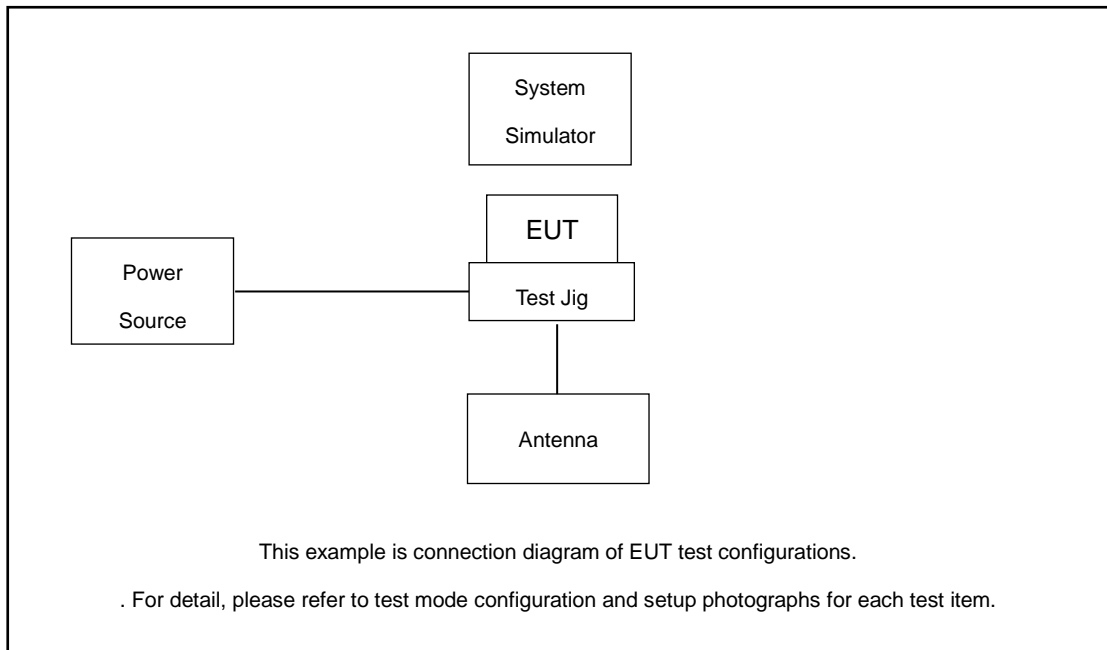 System
Simulator
EUT
Power
Source
Test Jig
Antenna
This example is connection diagram of EUT test configurations.
. For detail, please refer to test mode configuration and setup photographs for each test item.